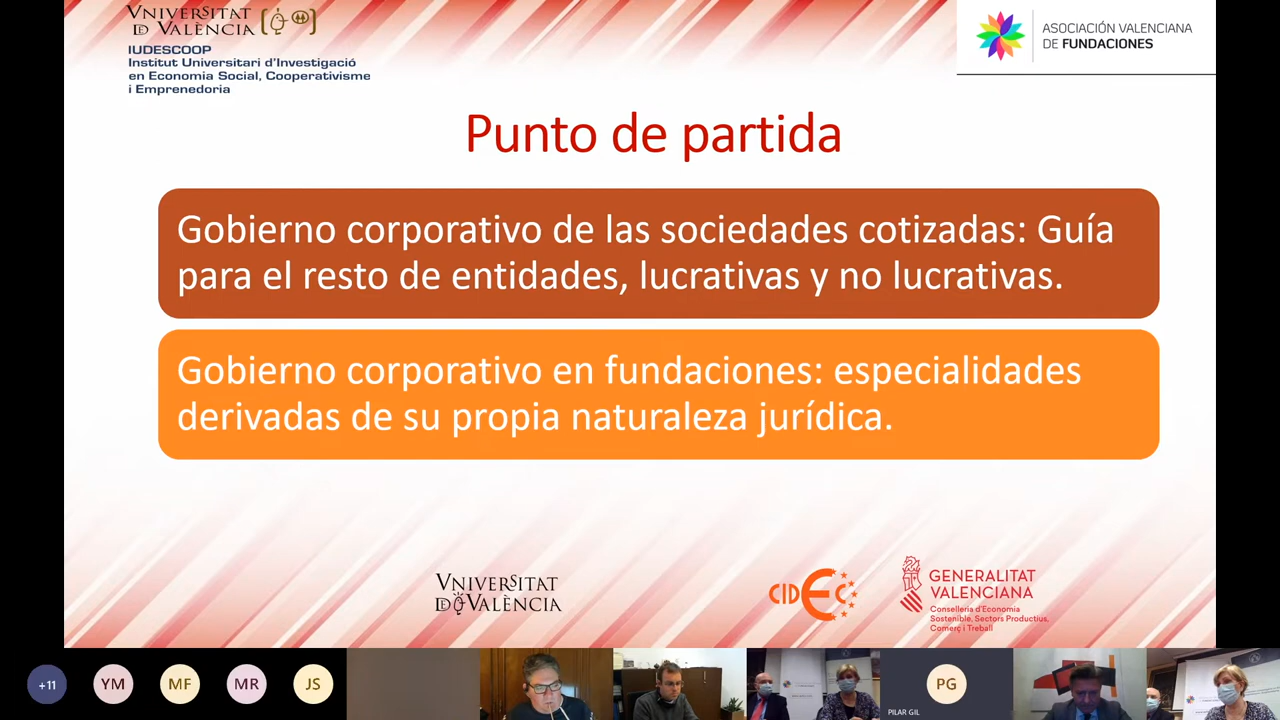 VNIVERSITAT
DE VALÈNCIA
IUDESCOOP
Institut Universitari d'Investigació
en Economia Social, Cooperativisme
i Emprenedoria
ASOCIACIÓN VALENCIANA
DE FUNDACIONES
Punto de partida
Gobierno corporativo de las sociedades cotizadas: Guía
para el resto de entidades, lucrativas y no lucrativas.
Gobierno corporativo en fundaciones: especialidades
derivadas de su propia naturaleza jurídica.
VNIVERSITAT
DE VALÈNCIA
CIDEC
GENERALITAT
VALENCIANA
Conselleria d'Economia
Sostenible, Sectors Productius,
Comerç i Treball
+11
YM
MF
MR
JS
PG
PILAR GIL